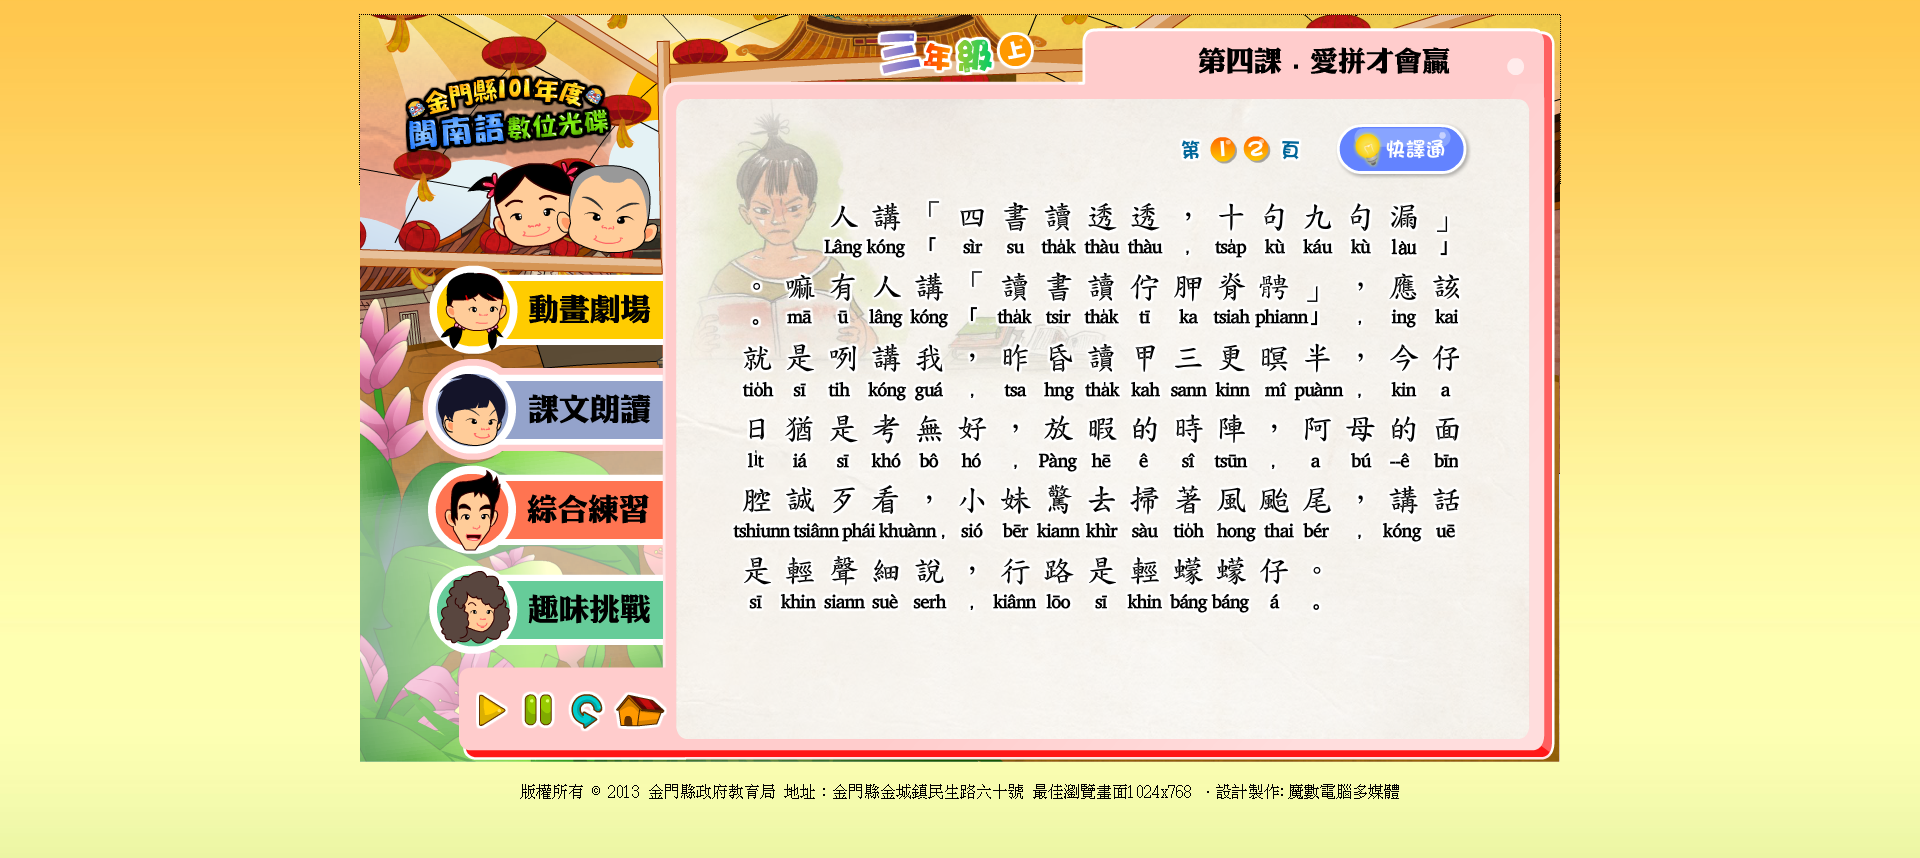 三年級上
第四課．愛拼才會贏
金門縣101年度
閩南語數位光碟
第 1 2 頁
快譯通
人講「四書讀透透，十句九句漏」
Lâng kóng「 sìr su tha̍k thàu thàu , tsa̍p kù káu kù lāu 」
。嘛有人講「讀書讀佇胛脊骿」，應該
。 mā ū lâng kóng「 tha̍k tsir tha̍k tī ka tsiah phiann」 , ing kai
就是咧講我，昨昏讀甲三更暝半，今仔
tio̍h sī tih kóng guá , tsa hng tha̍k kah sann kinn mî puànn , kin a
日猶是考無好，放暇的時陣，阿母的面
li̍t iá sī khó bô hó , Pàng hē ê sî tsūn , a bú --ê bīn
腔誠歹看，小妹驚去掃著風颱尾，講話
tshiunn tsiânn phái khuànn , sió bēr kiann khìr sàu tio̍h hong thai bér , kóng uē
是輕聲細說，行路是輕蠓蠓仔。
sī khin siann suè serh , kiânn lōo sī khin báng báng á 。
動畫劇場
課文朗讀
綜合練習
趣味挑戰
版權所有 © 2013 金門縣政府教育局 地址：金門縣金城鎮民生路六十號 最佳瀏覽畫面1024x768 ．設計製作: 魔數電腦多媒體